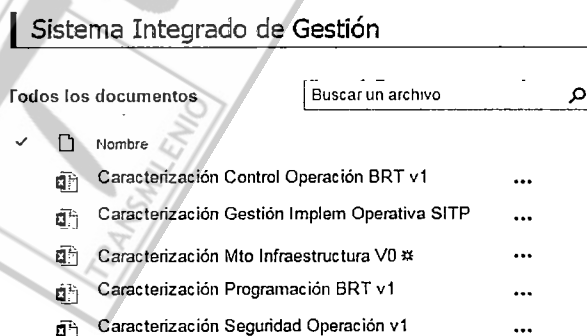 Sistema Integrado de Gestión
Todos los documentos
Buscar un archivo
Nombre
Caracterización Control Operación BRT v1
Caracterización Gestión Implem Operativa SITP
Caracterización Mto Infraestructura V0
Caracterización Programación BRT v1
Caracterización Seguridad Operación v1
TRANSMILENIO